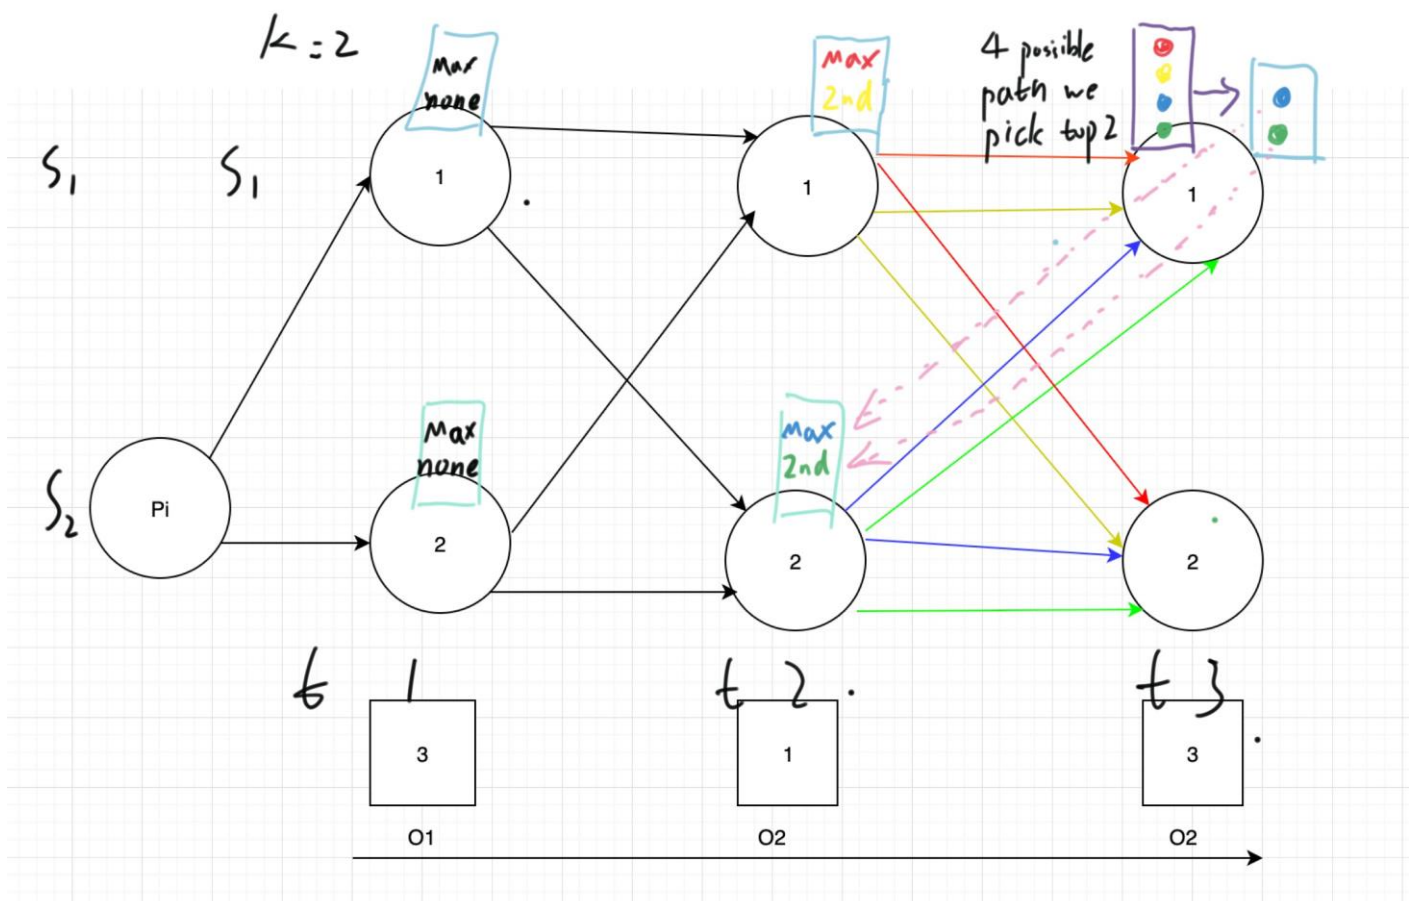 K=2
Max
none
Max
2nd
4 possible
path we
pick top 2
S1
S1
1
1
1
Max
none
Max
2nd
S2
Pi
2
2
2
t 1
t 2
t 3
3
1
3
O1
O2
O2